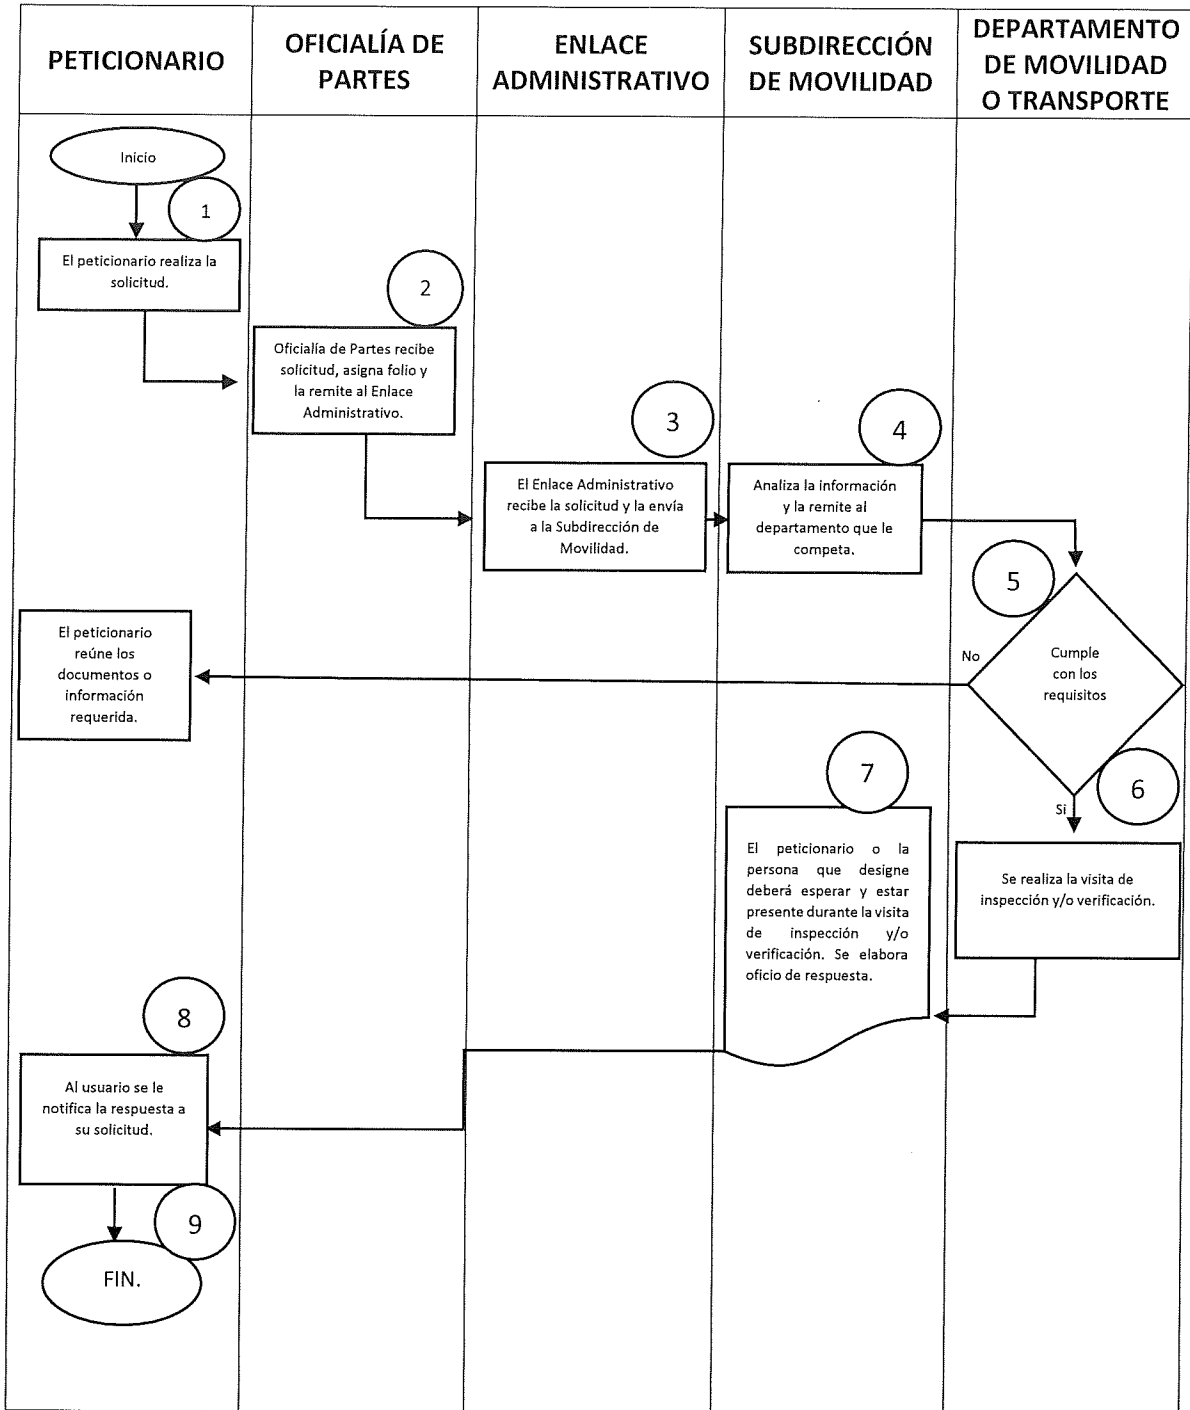 PETICIONARIO
OFICIALÍA DE
PARTES
ENLACE
ADMINISTRATIVO
SUBDIRECCIÓN
DE MOVILIDAD
DEPARTAMENTO
DE MOVILIDAD
O TRANSPORTE
Inicio
1
El peticionario realiza la
solicitud.
2
Oficialía de Partes recibe
solicitud, asigna folio y
la remite al Enlace
Administrativo.
3
El Enlace Administrativo
recibe la solicitud y la envía
a la Subdirección de
Movilidad.
4
Analiza la información
y la remite al
departamento que le
competa.
5
Cumple
con los
requisitos
No
El peticionario
reúne los
documentos o
información
requerida.
Si
6
Se realiza la visita de
inspección y/o verificación.
7
El peticionario o la
persona que designe
deberá esperar y estar
presente durante la visita
de inspección y/o
verificación. Se elabora
oficio de respuesta.
8
Al usuario se le
notifica la respuesta a
su solicitud.
9
FIN.